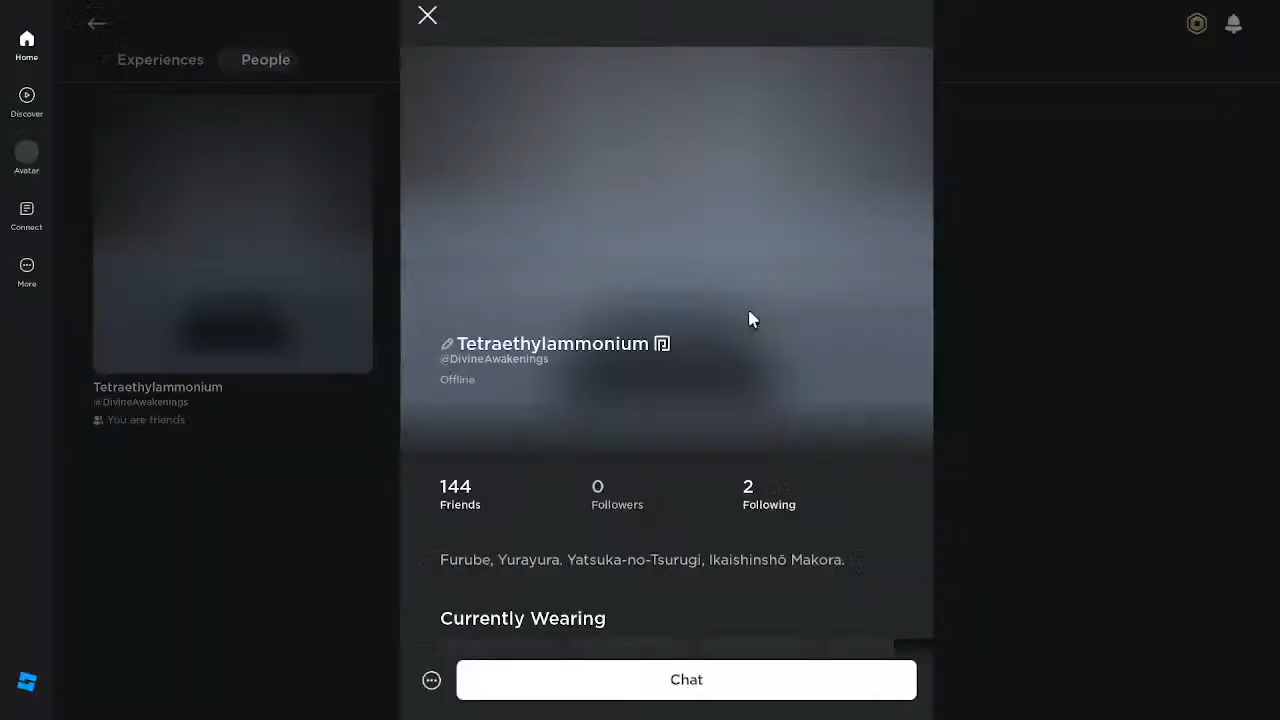 Home
Discover
Avatar
Connect
More
Experiences
People
Tetraethylammonium
@DivineAwakenings
You are friends
Tetraethylammonium
@DivineAwakenings
Offline
144
Friends
0
Followers
2
Following
Furube, Yurayura. Yatsuka-no-Tsurugi, Ikaishinshō Makora.
Currently Wearing
Chat